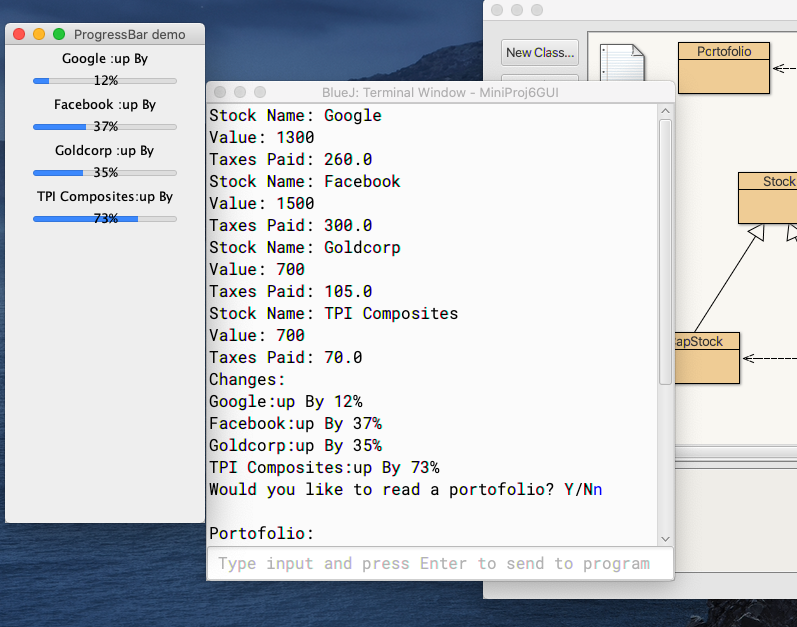 ProgressBar demo
Google :up By
12%
Facebook :up By
37%
Goldcorp :up By
35%
TPI Composites:up By
73%
BlueJ: Terminal Window - MiniProj6GUI
Stock Name: Google
Value: 1300
Taxes Paid: 260.0
Stock Name: Facebook
Value: 1500
Taxes Paid: 300.0
Stock Name: Goldcorp
Value: 700
Taxes Paid: 105.0
Stock Name: TPI Composites
Value: 700
Taxes Paid: 70.0
Changes:
Google:up By 12%
Facebook:up By 37%
Goldcorp:up By 35%
TPI Composites:up By 73%
Would you like to read a portofolio? Y/Nn
Portofolio:
Type input and press Enter to send to program
New Class...
Portofolio
Stock
apStock